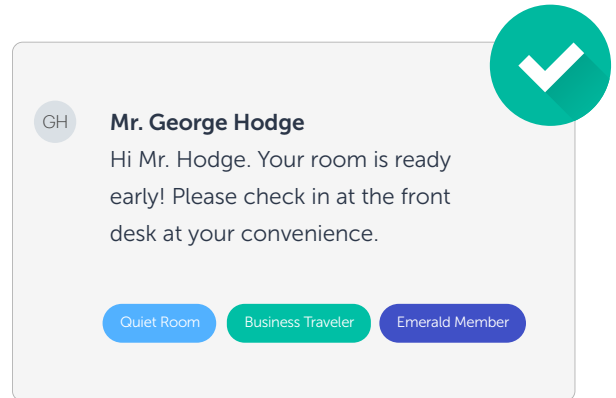 GH
Mr. George Hodge
Hi Mr. Hodge. Your room is ready
early! Please check in at the front
desk at your convenience.
Quiet Room
Business Traveler
Emerald Member